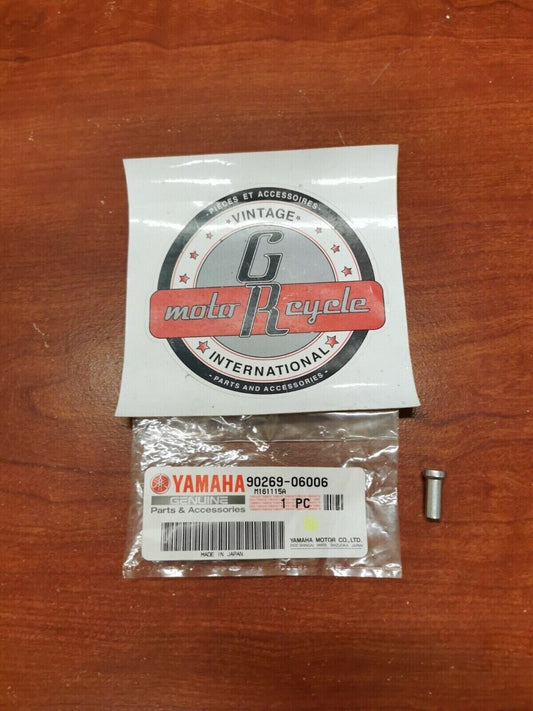 - PIÈCES ET ACCESSOIRES -
*VINTAGE*
G
moto R cycle
INTERNATIONAL
- PARTS AND ACCESSORIES -
YAMAHA 90269-06006
GENUINE M161115A
Parts & Accessories 1 PC
YAMAHA MOTOR CO.,LTD.
MADE IN JAPAN